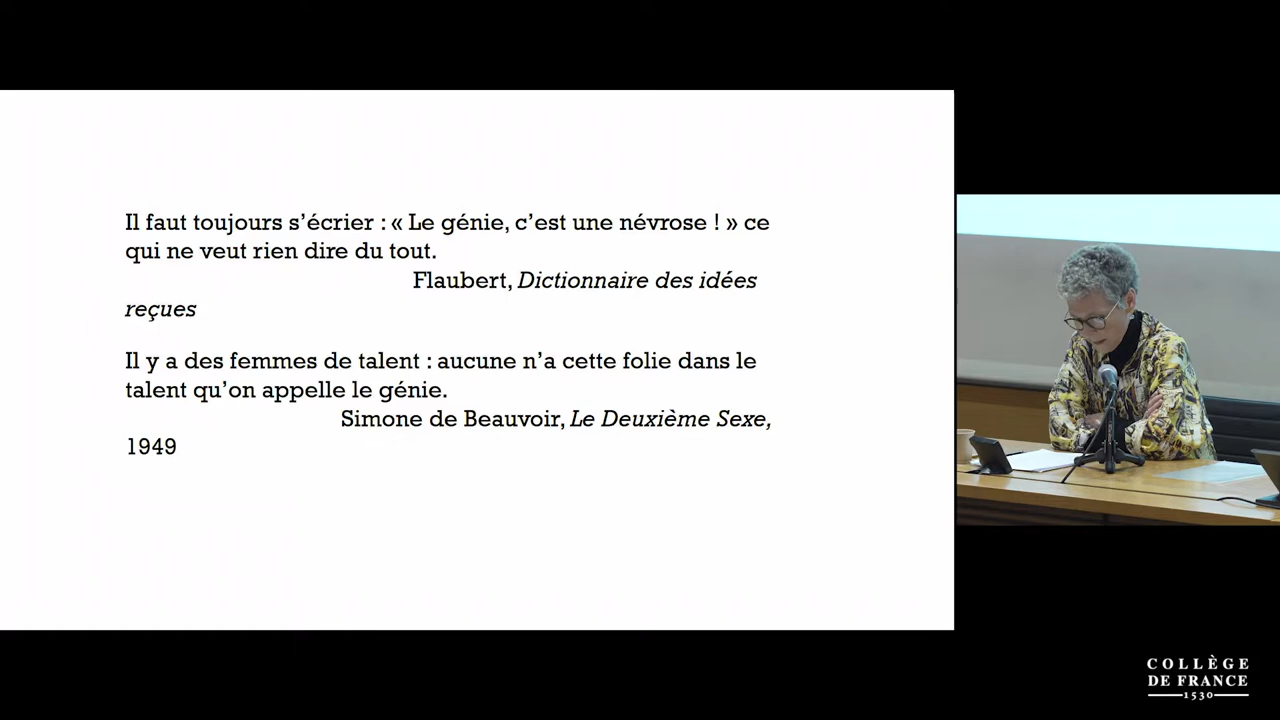 Il faut toujours s’écrier : « Le génie, c’est une névrose ! » ce
qui ne veut rien dire du tout.
Flaubert, Dictionnaire des idées
reçues
Il y a des femmes de talent : aucune n’a cette folie dans le
talent qu’on appelle le génie.
Simone de Beauvoir, Le Deuxième Sexe,
1949
COLLÈGE
DE FRANCE
1530